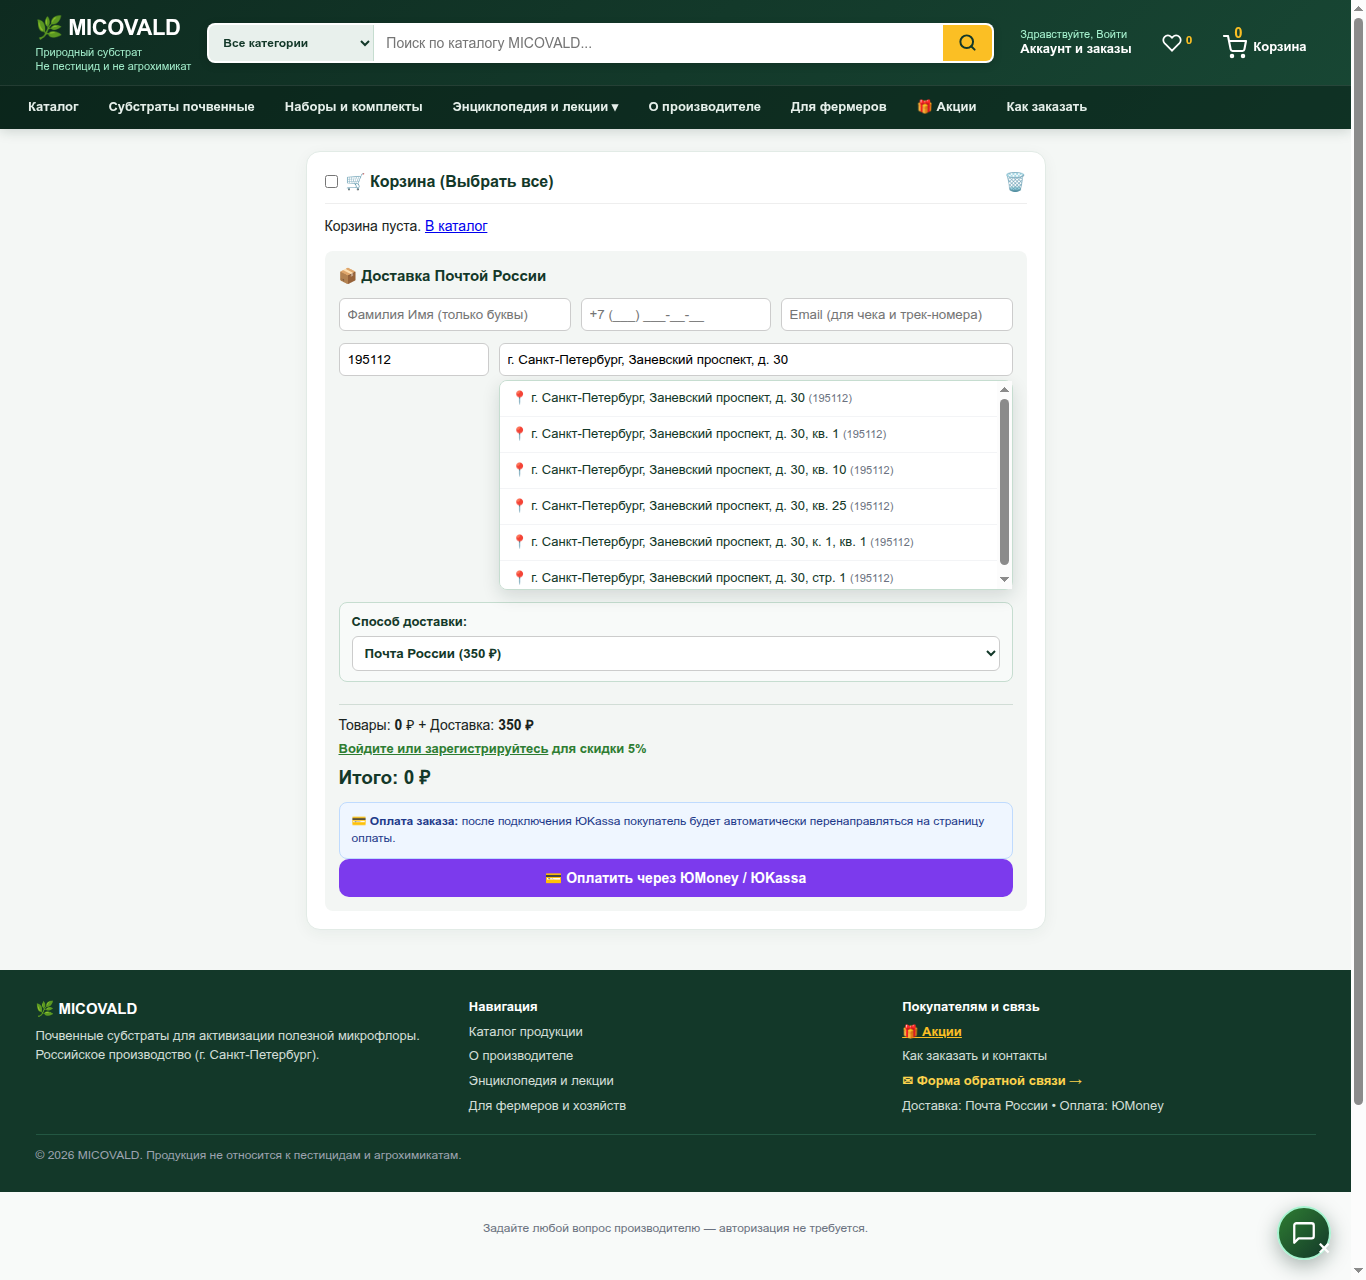 🌿 MICOVALD
Природный субстрат
Не пестицид и не агрохимикат
Все категории
Поиск по каталогу MICOVALD...
Здравствуйте, Войти
Аккаунт и заказы
0
0
Корзина
Каталог
Субстраты почвенные
Наборы и комплекты
Энциклопедия и лекции ▾
О производителе
Для фермеров
🎁 Акции
Как заказать
🛒 Корзина (Выбрать все)
Корзина пуста. В каталог
📦 Доставка Почтой России
Фамилия Имя (только буквы)
+7 (___) ___-__-__
Email (для чека и трек-номера)
195112
г. Санкт-Петербург, Заневский проспект, д. 30
📍 г. Санкт-Петербург, Заневский проспект, д. 30 (195112)
📍 г. Санкт-Петербург, Заневский проспект, д. 30, кв. 1 (195112)
📍 г. Санкт-Петербург, Заневский проспект, д. 30, кв. 10 (195112)
📍 г. Санкт-Петербург, Заневский проспект, д. 30, кв. 25 (195112)
📍 г. Санкт-Петербург, Заневский проспект, д. 30, к. 1, кв. 1 (195112)
📍 г. Санкт-Петербург, Заневский проспект, д. 30, стр. 1 (195112)
Способ доставки:
Почта России (350 ₽)
Товары: 0 ₽ + Доставка: 350 ₽
Войдите или зарегистрируйтесь для скидки 5%
Итого: 0 ₽
💳 Оплата заказа: после подключения ЮKassa покупатель будет автоматически перенаправляться на страницу
оплаты.
💳 Оплатить через ЮMoney / ЮKassa
🌿 MICOVALD
Почвенные субстраты для активизации полезной микрофлоры.
Российское производство (г. Санкт-Петербург).
Навигация
Каталог продукции
О производителе
Энциклопедия и лекции
Для фермеров и хозяйств
Покупателям и связь
🎁 Акции
Как заказать и контакты
✉ Форма обратной связи →
Доставка: Почта России • Оплата: ЮMoney
© 2026 MICOVALD. Продукция не относится к пестицидам и агрохимикатам.
Задайте любой вопрос производителю — авторизация не требуется.